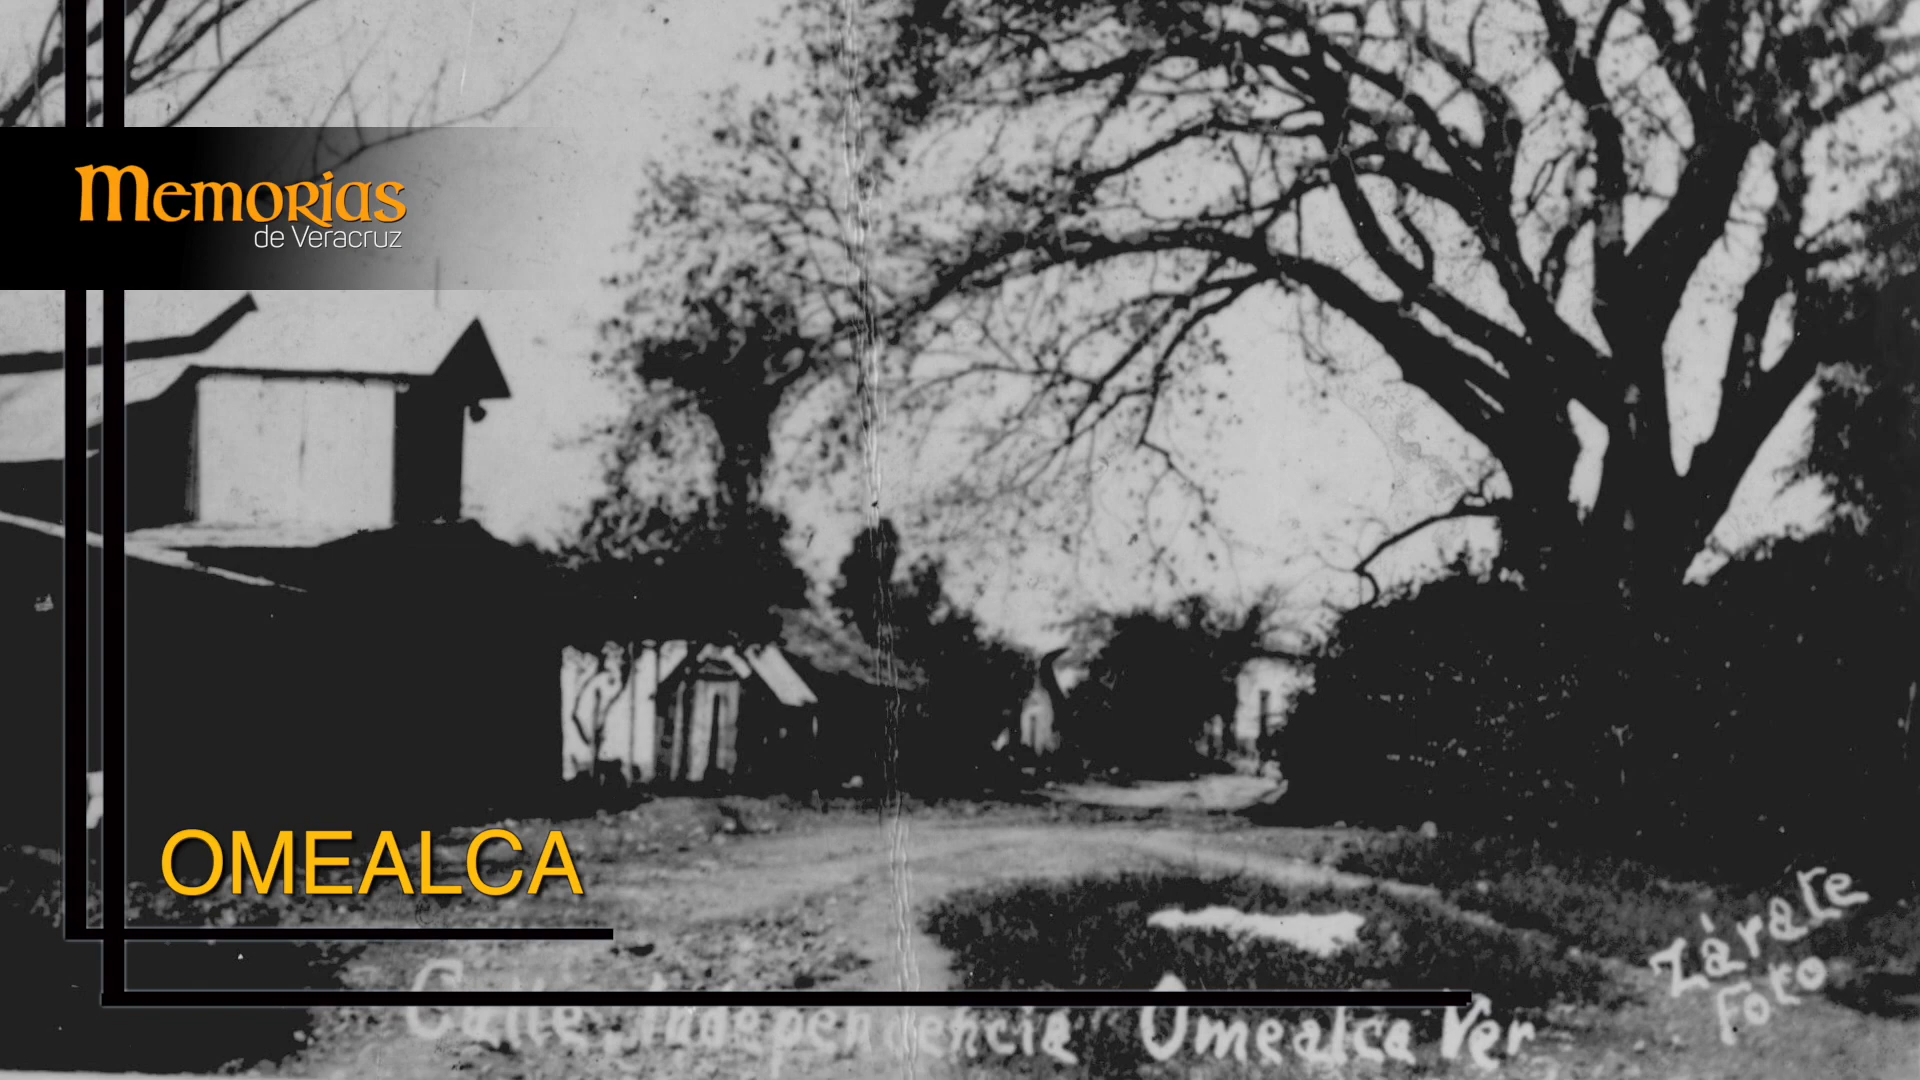 Memorias
de Veracruz
OMEALCA
Zárate
Foto
Calle Independencia Omealca Ver